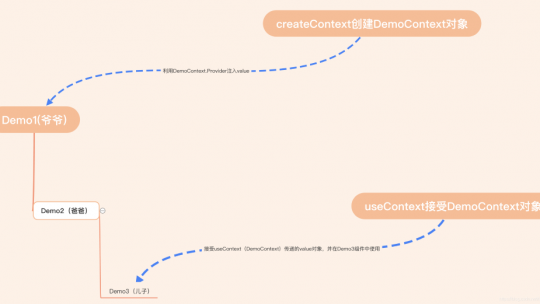 createContext创建DemoContext对象
利用DemoContext.Provider注入value
Demo1(爷爷)
useContext接受DemoContext对象
Demo2（爸爸）
接受useContext（DemoContext）传递的value对象，并在Demo3组件中使用
Demo3（儿子）